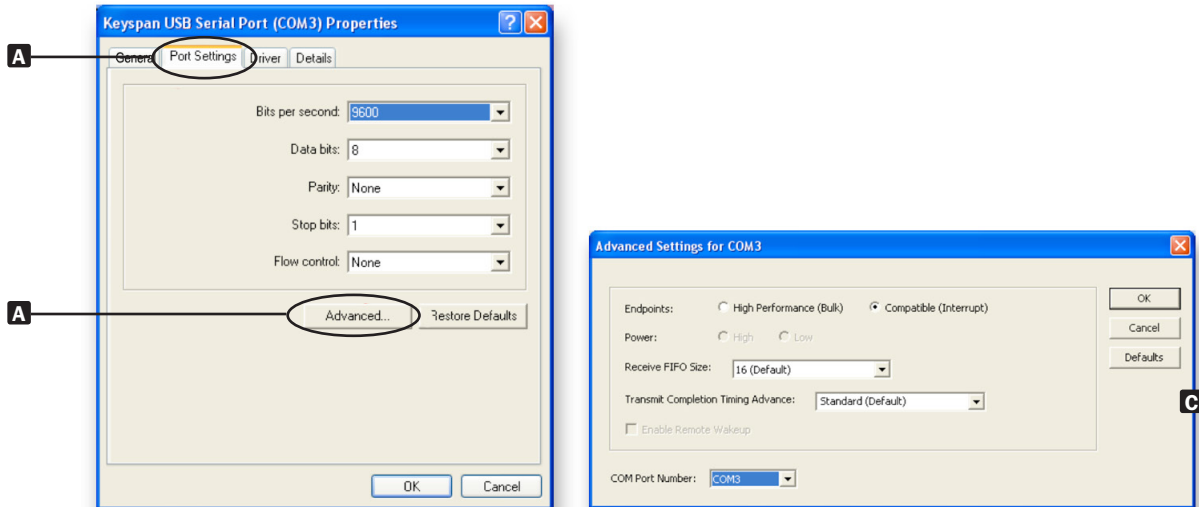 Keyspan USB Serial Port (COM3) Properties
A
General Port Settings Driver Details
Bits per second: 9600
Data bits: 8
Parity: None
Stop bits: 1
Flow control: None
A
Advanced... Restore Defaults
OK Cancel
Advanced Settings for COM3
Endpoints: High Performance (Bulk) Compatible (Interrupt)
OK
Power: High Low
Cancel
Receive FIFO Size: 16 (Default)
Defaults
Transmit Completion Timing Advance: Standard (Default)
C
Enable Remote Wakeup
COM Port Number: COM3